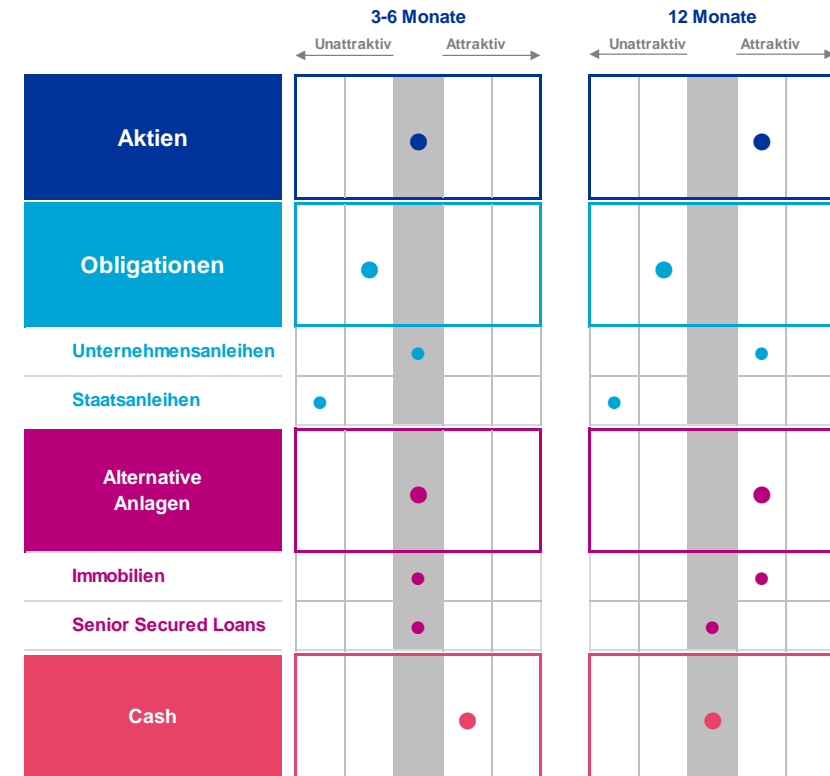 3-6 Monate
12 Monate
Unattraktiv
Attraktiv
Unattraktiv
Attraktiv
Aktien
Obligationen
Unternehmensanleihen
Staatsanleihen
Alternative
Anlagen
Immobilien
Senior Secured Loans
Cash